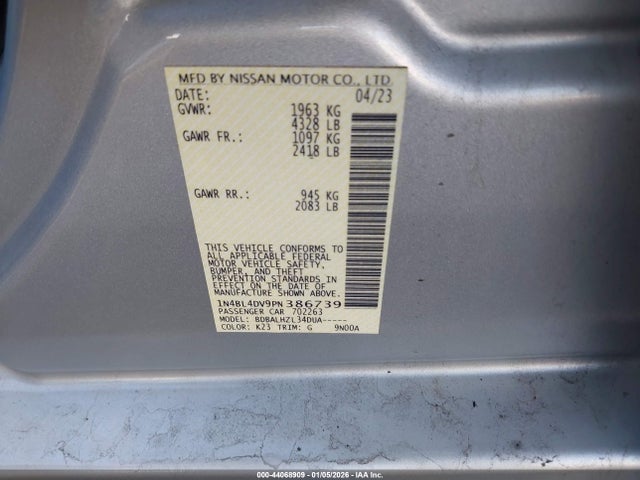 MFD BY NISSAN MOTOR CO., LTD.
DATE: 04/23
GVWR: 1963 KG
4328 LB
GAWR FR.: 1097 KG
2418 LB
GAWR RR.: 945 KG
2083 LB
THIS VEHICLE CONFORMS TO
ALL APPLICABLE FEDERAL
MOTOR VEHICLE SAFETY,
BUMPER, AND THEFT
PREVENTION STANDARDS IN
EFFECT ON THE DATE OF
MANUFACTURE SHOWN ABOVE.
1N4BL4DV9PN386739
PASSENGER CAR 702263
MODEL: BDBALHZL34DUA-----
COLOR: K23 TRIM: G 9N00A
000-44068909 - 01/05/2026 - © IAA Inc.